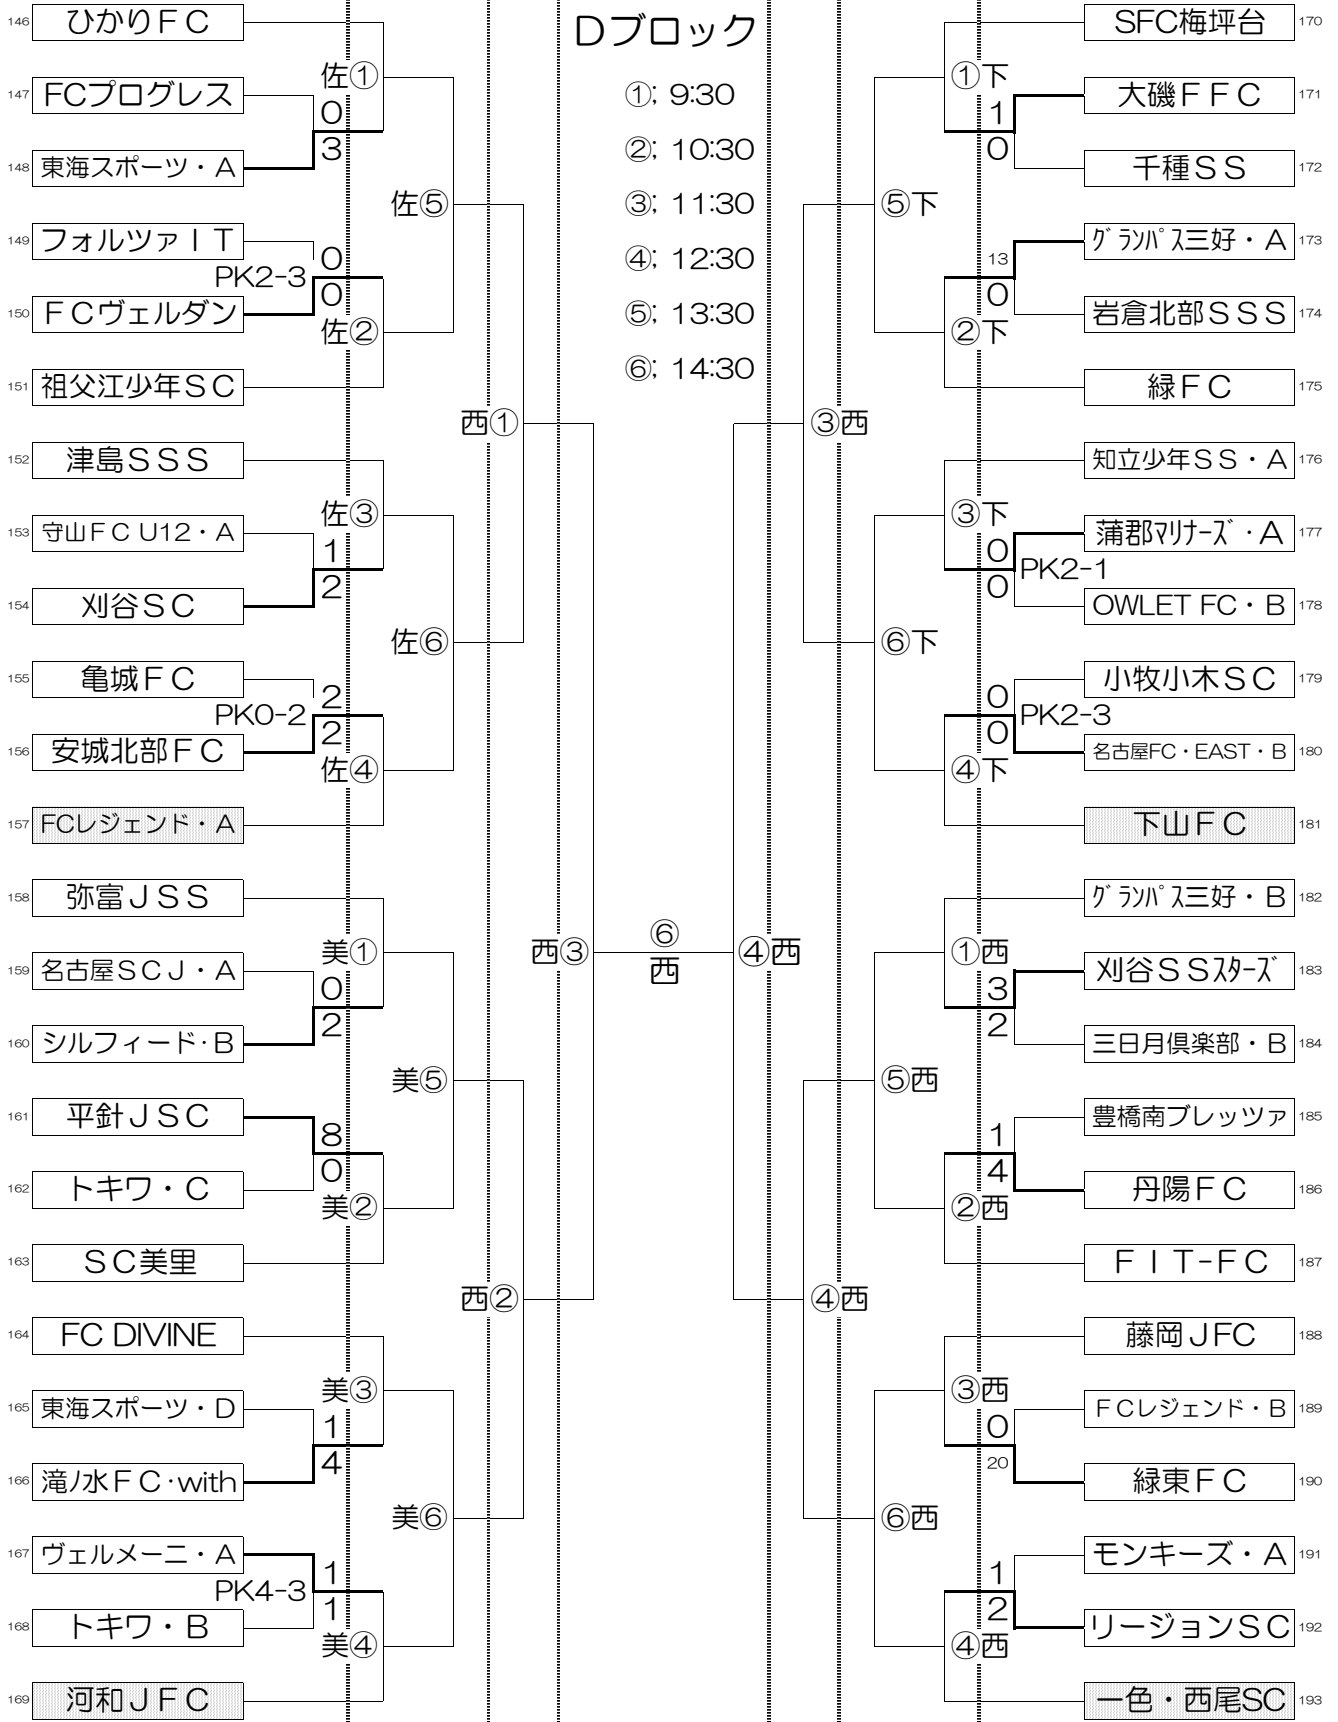 Dブロック
①; 9:30
②; 10:30
③; 11:30
④; 12:30
⑤; 13:30
⑥; 14:30
146 ひかりＦＣ
佐①
147 FCプログレス
0
3
148 東海スポーツ・Ａ
佐⑤
149 フォルツァＩＴ
0
PK2-3
0
150 ＦＣヴェルダン
佐②
151 祖父江少年ＳＣ
西①
152 津島ＳＳＳ
佐③
153 守山ＦＣ U12・Ａ
1
2
154 刈谷ＳＣ
佐⑥
155 亀城ＦＣ
2
PK0-2
2
156 安城北部ＦＣ
佐④
157 FCレジェンド・Ａ
西③
158 弥富ＪＳＳ
美①
159 名古屋ＳＣＪ・Ａ
0
2
160 シルフィード・Ｂ
美⑤
161 平針ＪＳＣ
8
0
162 トキワ・Ｃ
美②
163 ＳＣ美里
西②
164 FC DIVINE
美③
165 東海スポーツ・Ｄ
1
4
166 滝ﾉ水ＦＣ・with
美⑥
167 ヴェルメーニ・Ａ
1
PK4-3
1
168 トキワ・Ｂ
美④
169 河和ＪＦＣ
⑥
西
SFC梅坪台 170
①下
大磯ＦＦＣ 171
1
0
千種ＳＳ 172
⑤下
ｸﾞﾗﾝﾊﾟｽ三好・Ａ 173
13
0
岩倉北部ＳＳＳ 174
②下
緑ＦＣ 175
③西
知立少年ＳＳ・Ａ 176
③下
蒲郡ﾏﾘﾅｰｽﾞ・Ａ 177
0
PK2-1
0
OWLET FC・Ｂ 178
⑥下
小牧小木ＳＣ 179
0
PK2-3
0
名古屋FC・EAST・Ｂ 180
④下
下山ＦＣ 181
④西
ｸﾞﾗﾝﾊﾟｽ三好・Ｂ 182
①西
刈谷ＳＳｽﾀｰｽﾞ 183
3
2
三日月倶楽部・Ｂ 184
⑤西
豊橋南ブレッツァ 185
1
4
丹陽ＦＣ 186
②西
ＦＩＴ-ＦＣ 187
④西
藤岡ＪFC 188
③西
ＦＣレジェンド・Ｂ 189
0
20
緑東ＦＣ 190
⑥西
モンキーズ・Ａ 191
1
2
リージョンＳＣ 192
④西
一色・西尾SC 193